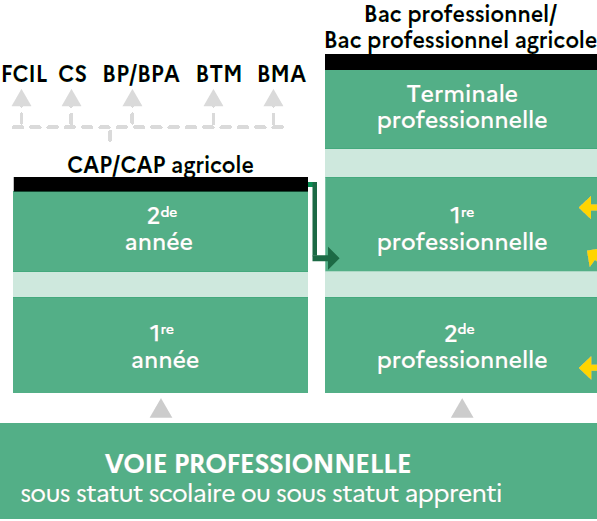 Bac professionnel/
Bac professionnel agricole
FCIL CS BP/BPA BTM BMA
CAP/CAP agricole
Terminale
professionnelle
2de
année
1re
professionnelle
1re
année
2de
professionnelle
VOIE PROFESSIONNELLE
sous statut scolaire ou sous statut apprenti